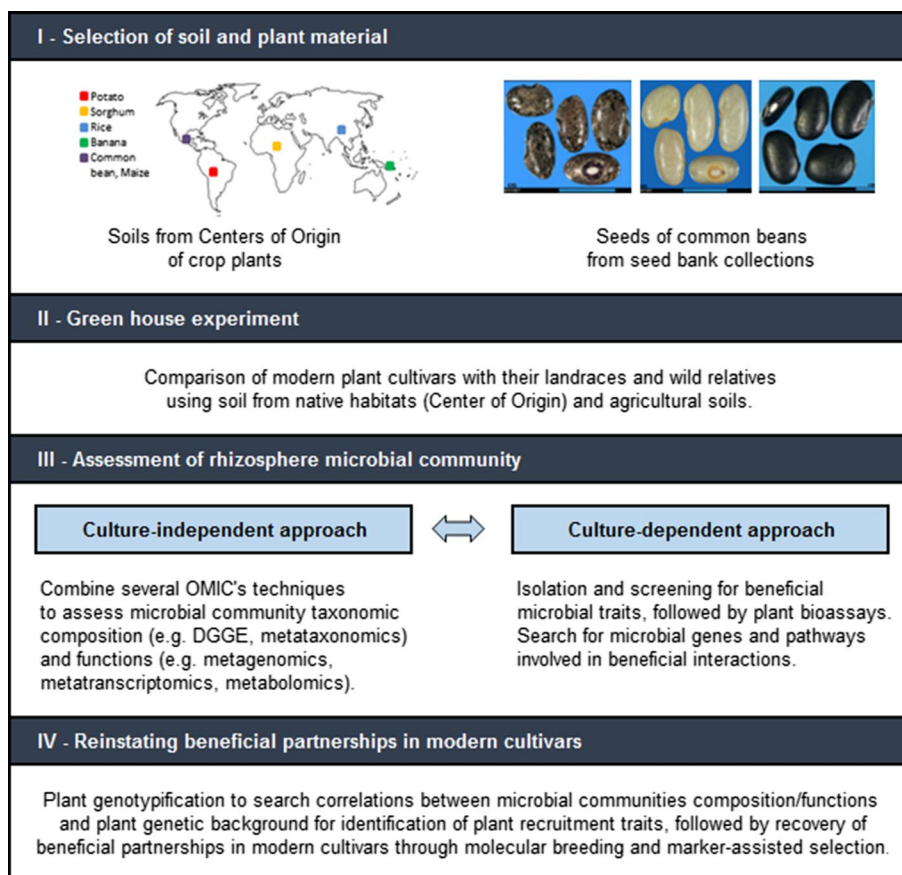 I - Selection of soil and plant material
Potato
Sorghum
Rice
Banana
Common
bean, Maize
Soils from Centers of Origin
of crop plants
Seeds of common beans
from seed bank collections
II - Green house experiment
Comparison of modern plant cultivars with their landraces and wild relatives
using soil from native habitats (Center of Origin) and agricultural soils.
III - Assessment of rhizosphere microbial community
Culture-independent approach
Culture-dependent approach
Combine several OMIC's techniques
to assess microbial community taxonomic
composition (e.g. DGGE, metataxonomics)
and functions (e.g. metagenomics,
metatranscriptomics, metabolomics).
Isolation and screening for beneficial
microbial traits, followed by plant bioassays.
Search for microbial genes and pathways
involved in beneficial interactions.
IV - Reinstating beneficial partnerships in modern cultivars
Plant genotypification to search correlations between microbial communities composition/functions
and plant genetic background for identification of plant recruitment traits, followed by recovery of
beneficial partnerships in modern cultivars through molecular breeding and marker-assisted selection.